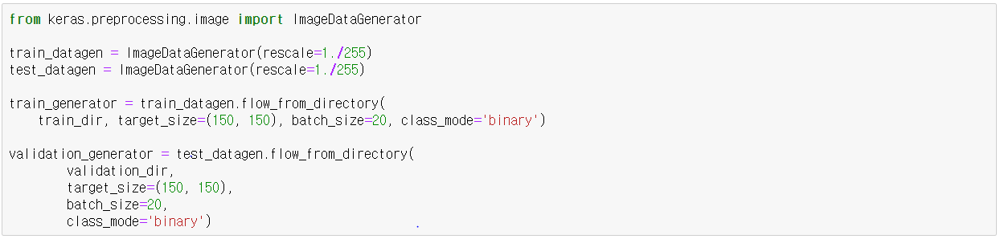 from keras.preprocessing.image import ImageDataGenerator
train_datagen = ImageDataGenerator(rescale=1./255)
test_datagen = ImageDataGenerator(rescale=1./255)
train_generator = train_datagen.flow_from_directory(
    train_dir, target_size=(150, 150), batch_size=20, class_mode='binary')
validation_generator = test_datagen.flow_from_directory(
        validation_dir,
        target_size=(150, 150),
        batch_size=20,
        class_mode='binary')